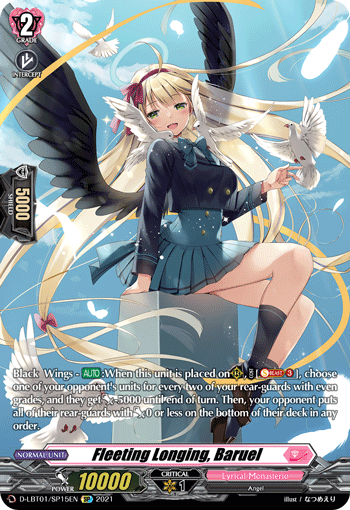 2
GRADE
INTERCEPT
5000
SHIELD
Black Wings - AUTO:When this unit is placed on, COST [SOUL BLAST 3], choose
one of your opponent's units for every two of your rear-guards with even
grades, and they get -5000 until end of turn. Then, your opponent puts
all of their rear-guards with 0 or less on the bottom of their deck in any
order.
NORMAL UNIT
Fleeting Longing, Baruel
POWER 10000
CRITICAL
1
Lyrical Monasterio
Angel
D-LBT01/SP15EN SP 2021
illust / なつめえり